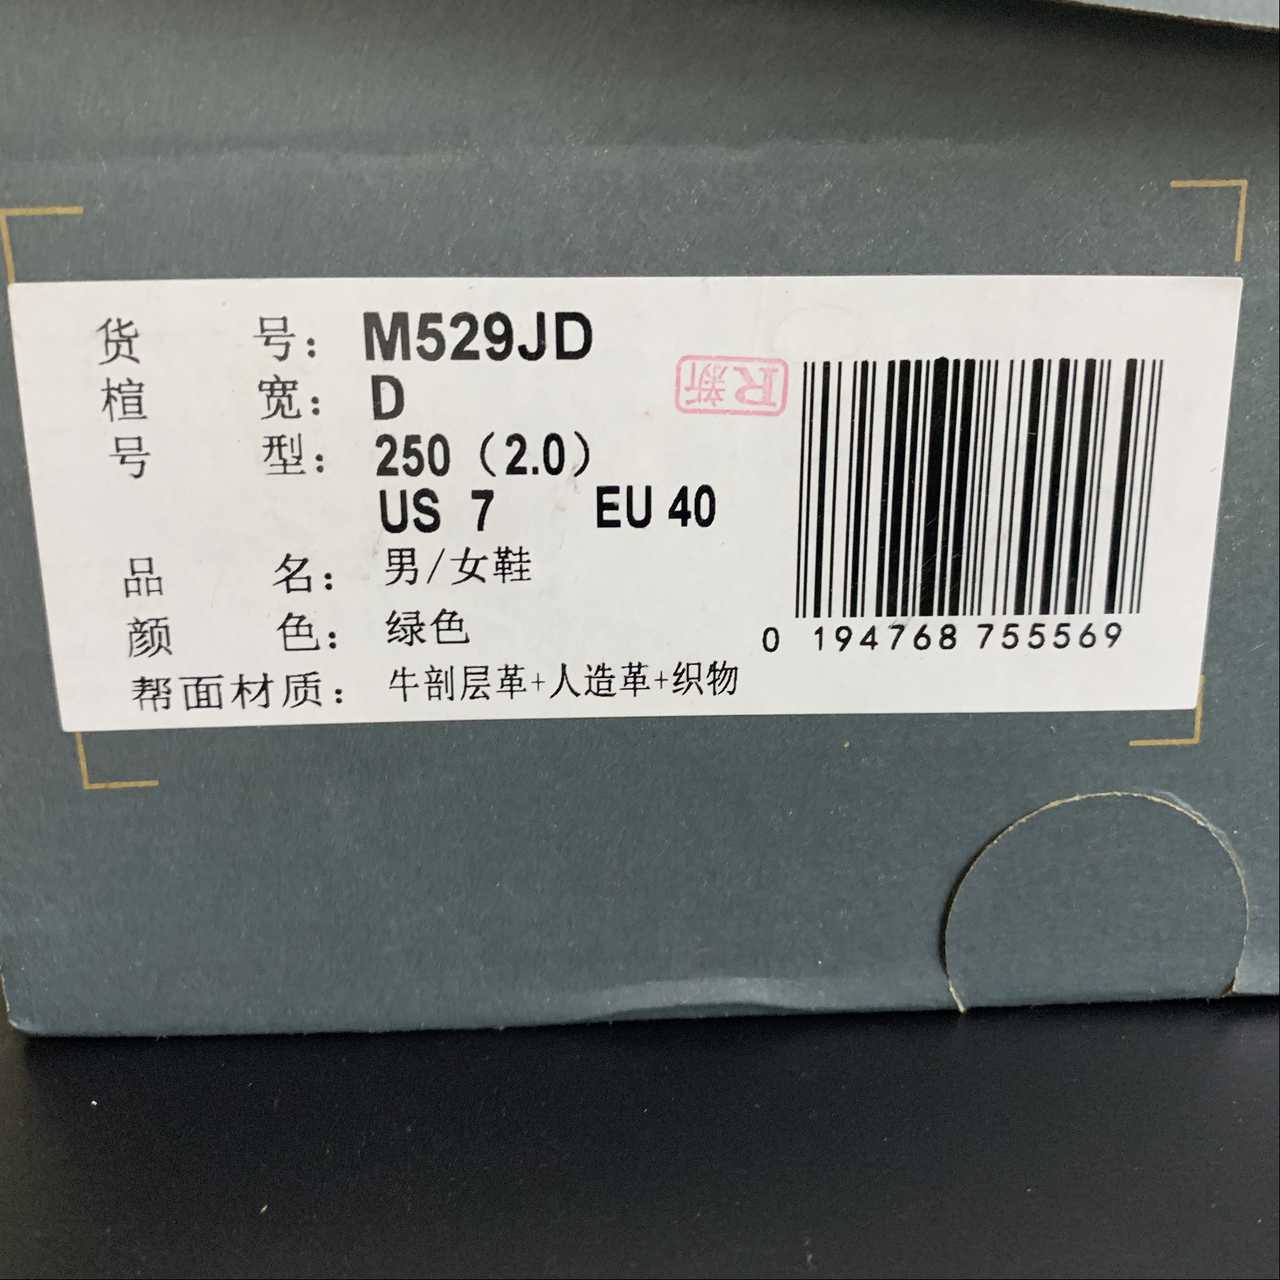 货号：M529JD
楦宽：D
号型：250（2.0）
US 7 EU 40
品名：男/女鞋
颜色：绿色
帮面材质：牛剖层革+人造革+织物
R新
0 194768 755569